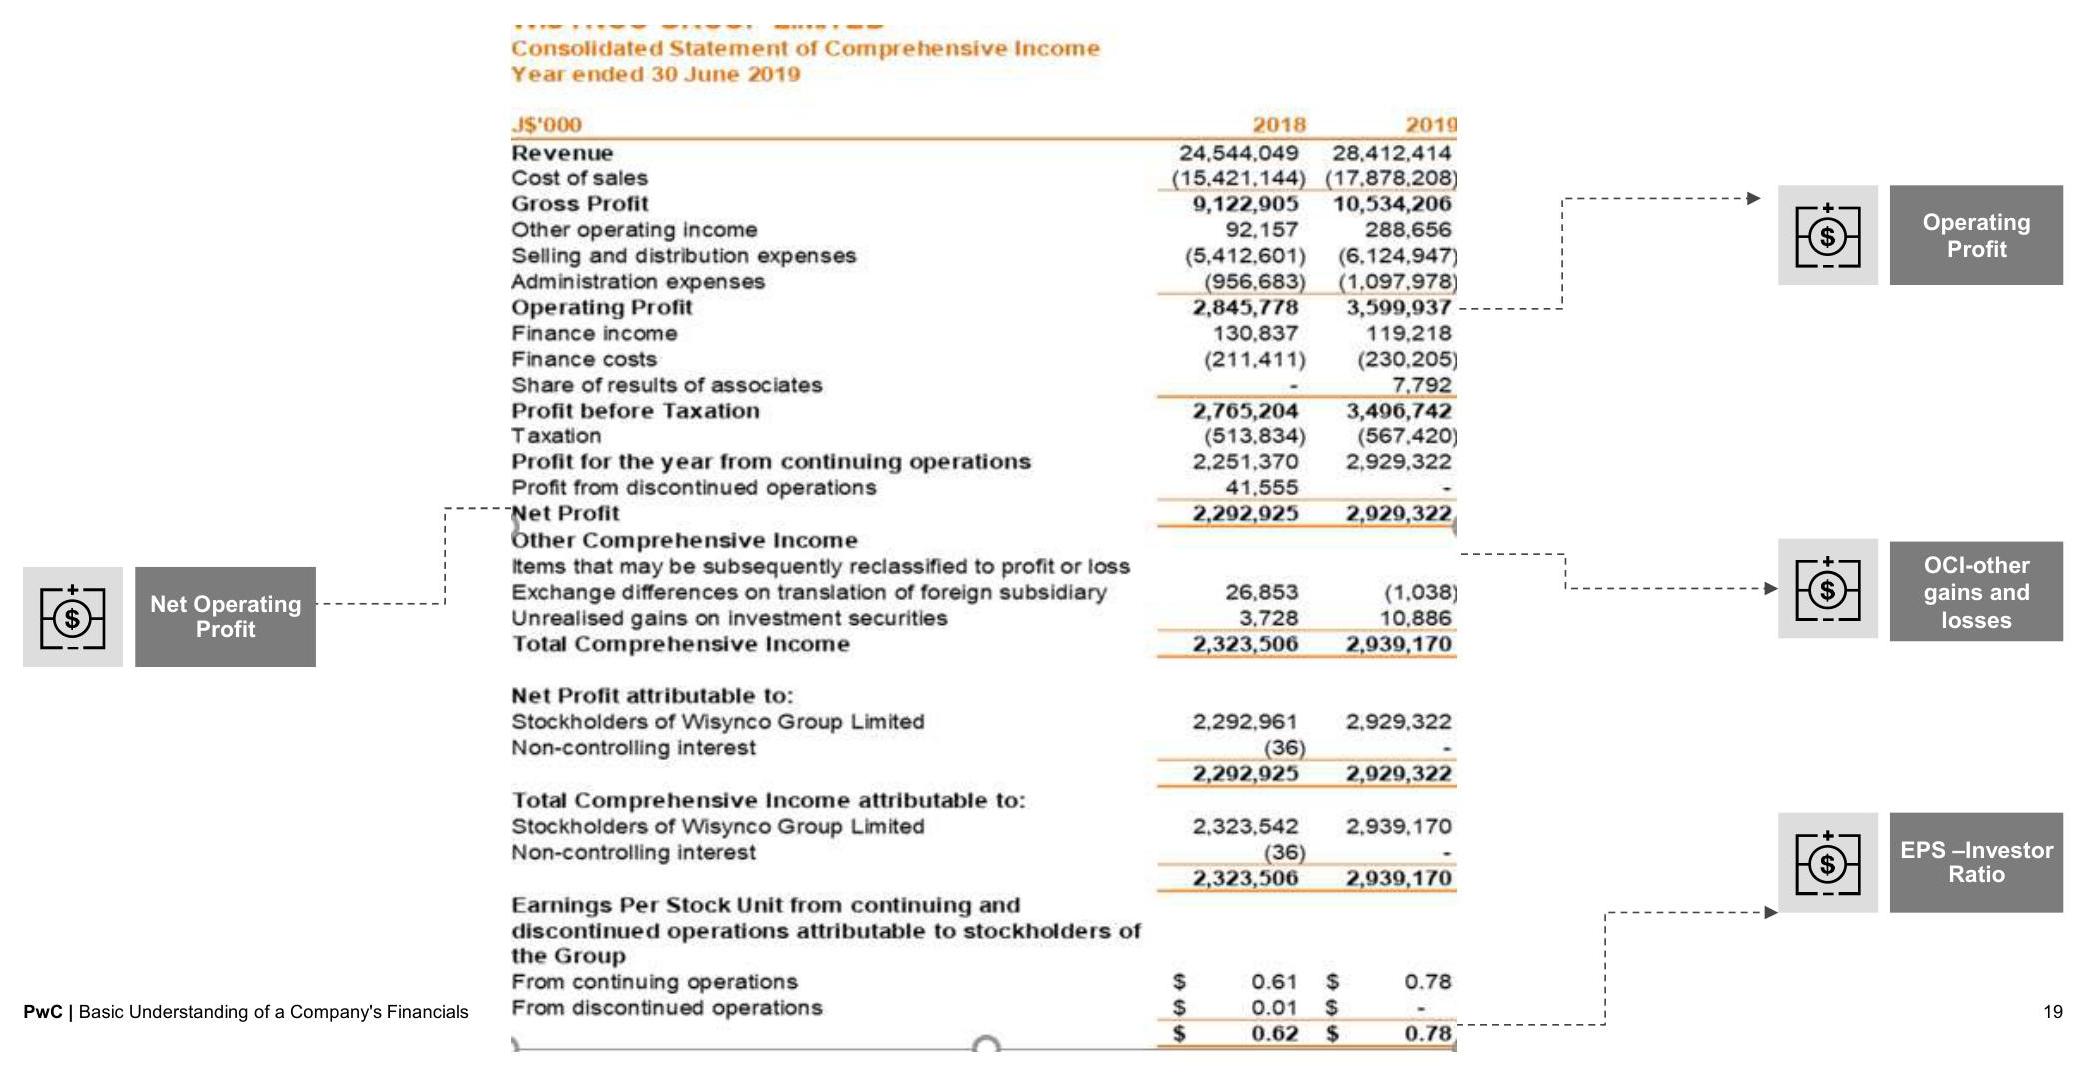 Consolidated Statement of Comprehensive Income
Year ended 30 June 2019
J$'000 2018 2019
Revenue 24,544,049 28,412,414
Cost of sales (15,421,144) (17,878,208)
Gross Profit 9,122,905 10,534,206
Other operating income 92,157 288,656
Selling and distribution expenses (5,412,601) (6,124,947)
Administration expenses (956,683) (1,097,978)
Operating Profit 2,845,778 3,599,937
Finance income 130,837 119,218
Finance costs (211,411) (230,205)
Share of results of associates - 7,792
Profit before Taxation 2,765,204 3,496,742
Taxation (513,834) (567,420)
Profit for the year from continuing operations 2,251,370 2,929,322
Profit from discontinued operations 41,555 -
Net Profit 2,292,925 2,929,322
Other Comprehensive Income
Items that may be subsequently reclassified to profit or loss
Exchange differences on translation of foreign subsidiary 26,853 (1,038)
Unrealised gains on investment securities 3,728 10,886
Total Comprehensive Income 2,323,506 2,939,170
Net Profit attributable to:
Stockholders of Wisynco Group Limited 2,292,961 2,929,322
Non-controlling interest (36) -
2,292,925 2,929,322
Total Comprehensive Income attributable to:
Stockholders of Wisynco Group Limited 2,323,542 2,939,170
Non-controlling interest (36) -
2,323,506 2,939,170
Earnings Per Stock Unit from continuing and
discontinued operations attributable to stockholders of
the Group
From continuing operations $ 0.61 $ 0.78
From discontinued operations $ 0.01 $ -
$ 0.62 $ 0.78
Net Operating
Profit
Operating
Profit
OCI-other
gains and
losses
EPS –Investor
Ratio
PwC | Basic Understanding of a Company's Financials
19